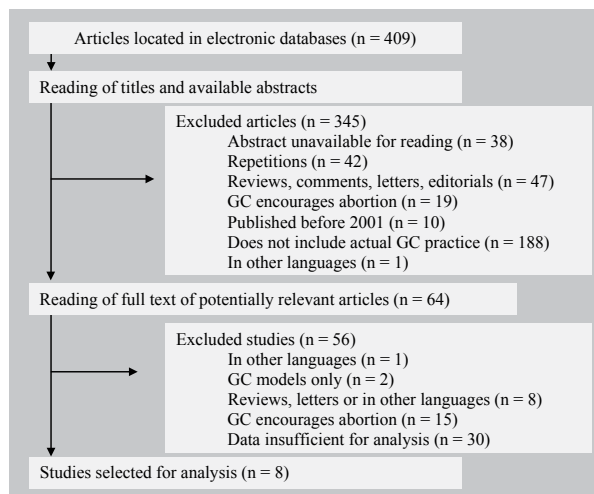 Articles located in electronic databases (n = 409)
Reading of titles and available abstracts
Excluded articles (n = 345)
Abstract unavailable for reading (n = 38)
Repetitions (n = 42)
Reviews, comments, letters, editorials (n = 47)
GC encourages abortion (n = 19)
Published before 2001 (n = 10)
Does not include actual GC practice (n = 188)
In other languages (n = 1)
Reading of full text of potentially relevant articles (n = 64)
Excluded studies (n = 56)
In other languages (n = 1)
GC models only (n = 2)
Reviews, letters or in other languages (n = 8)
GC encourages abortion (n = 15)
Data insufficient for analysis (n = 30)
Studies selected for analysis (n = 8)